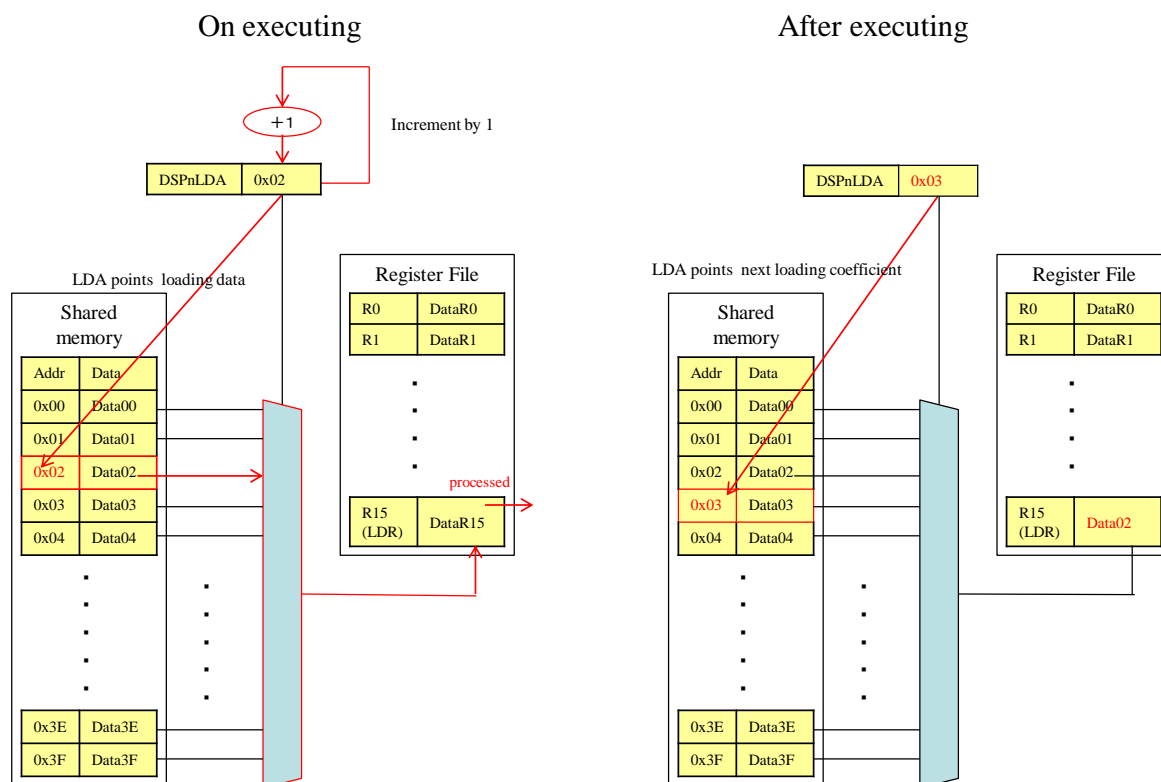 On executing
+1
Increment by 1
DSPnLDA 0x02
LDA points loading data
Shared
memory
Addr Data
0x00 Data00
0x01 Data01
0x02 Data02
0x03 Data03
0x04 Data04
0x3E Data3E
0x3F Data3F
Register File
R0 DataR0
R1 DataR1
processed
R15
(LDR) DataR15
After executing
DSPnLDA 0x03
LDA points next loading coefficient
Shared
memory
Addr Data
0x00 Data00
0x01 Data01
0x02 Data02
0x03 Data03
0x04 Data04
0x3E Data3E
0x3F Data3F
Register File
R0 DataR0
R1 DataR1
R15
(LDR) Data02